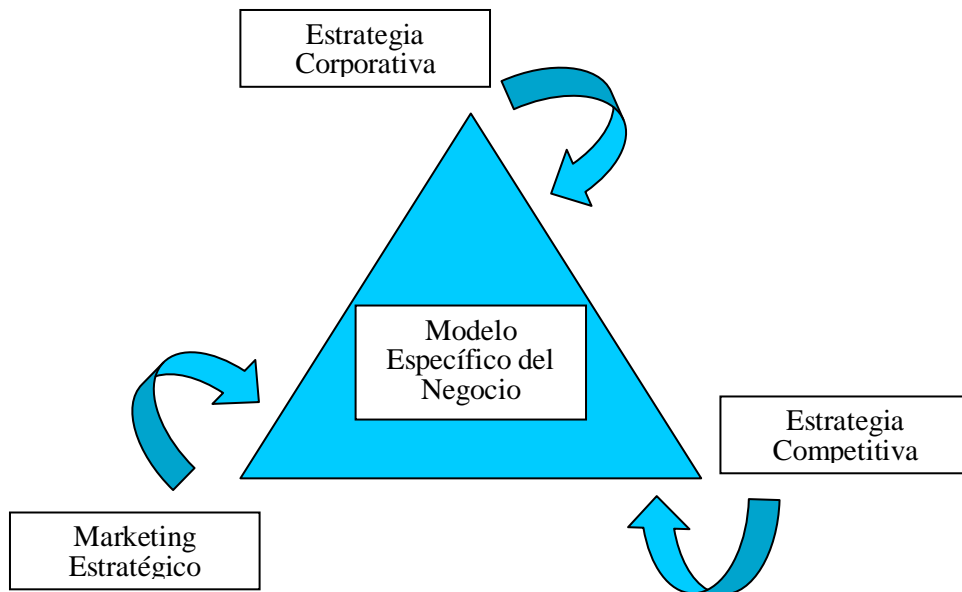 Estrategia
Corporativa
Modelo
Específico del
Negocio
Estrategia
Competitiva
Marketing
Estratégico